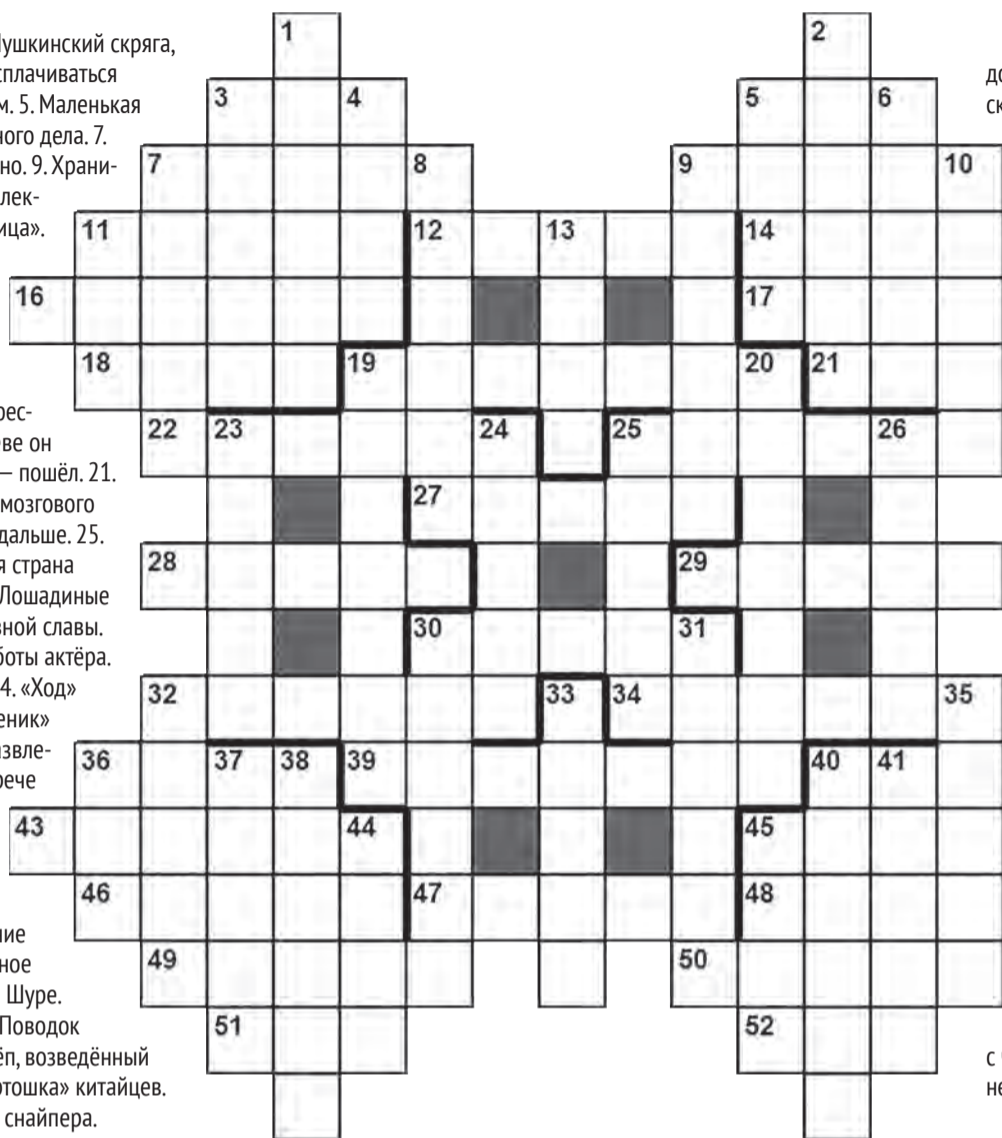 Пушкинский скряга,
сплачиваться
м. 5. Маленькая
ного дела. 7.
но. 9. Храни-
лек-
ица».
рес-
еве он
— пошёл. 21.
мозгового
дальше. 25.
я страна
Лошадиные
вной славы.
боты актёра.
4. «Ход»
еник»
азвле-
рече
ние
ное
Шуре.
Поводок
ёп, возведённый
ртошка» китайцев.
снайпера.
1 2
3 4 5 6
7 8 9 10
11 12 13 14
16 17
18 19 20 21
22 23 24 25 26
27
28 29
30 31
32 33 34 35
36 37 38 39 40 41
43 44 45
46 47 48
49 50
51 52
до
ск
с
не